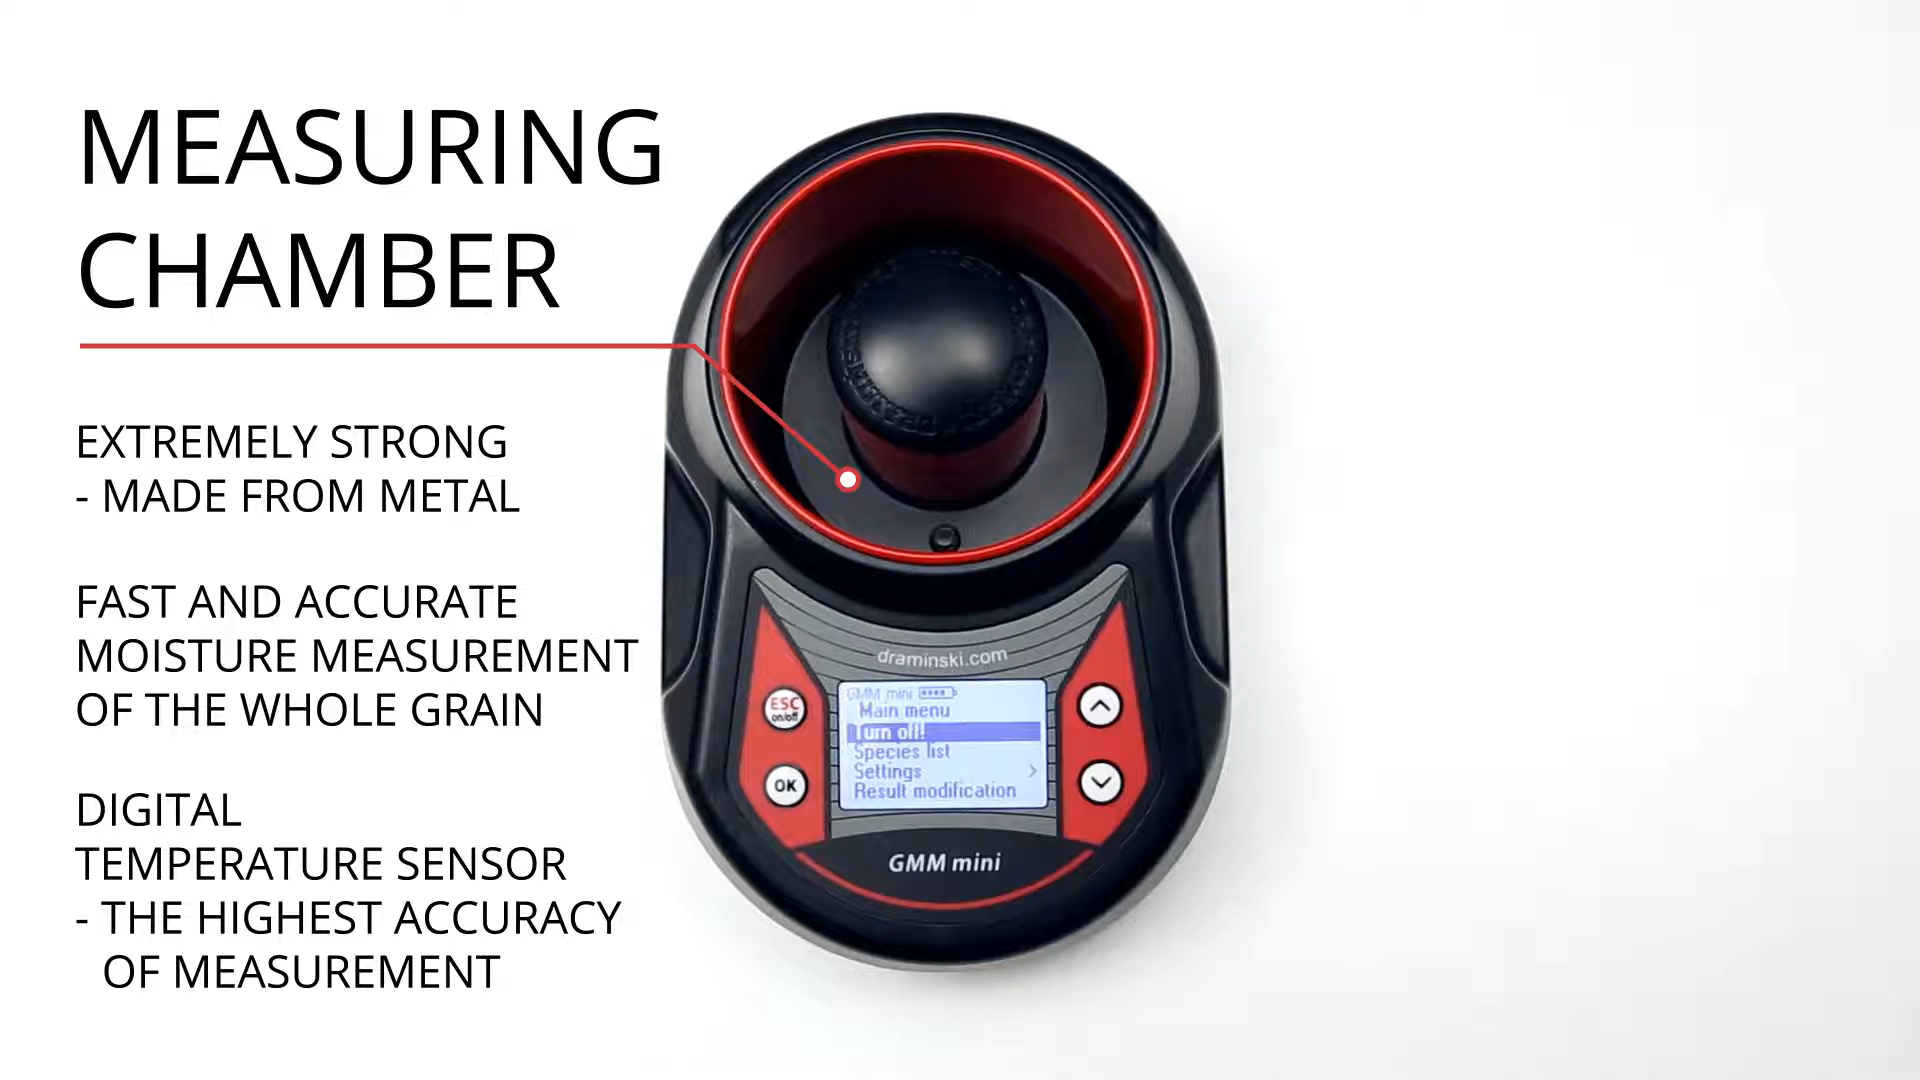 MEASURING
CHAMBER
EXTREMELY STRONG
- MADE FROM METAL
FAST AND ACCURATE
MOISTURE MEASUREMENT
OF THE WHOLE GRAIN
DIGITAL
TEMPERATURE SENSOR
- THE HIGHEST ACCURACY
OF MEASUREMENT
draminski.com
GMM mini
Main menu
Turn off!
Species list
Settings
Result modification
ESC
on/off
OK
GMM mini